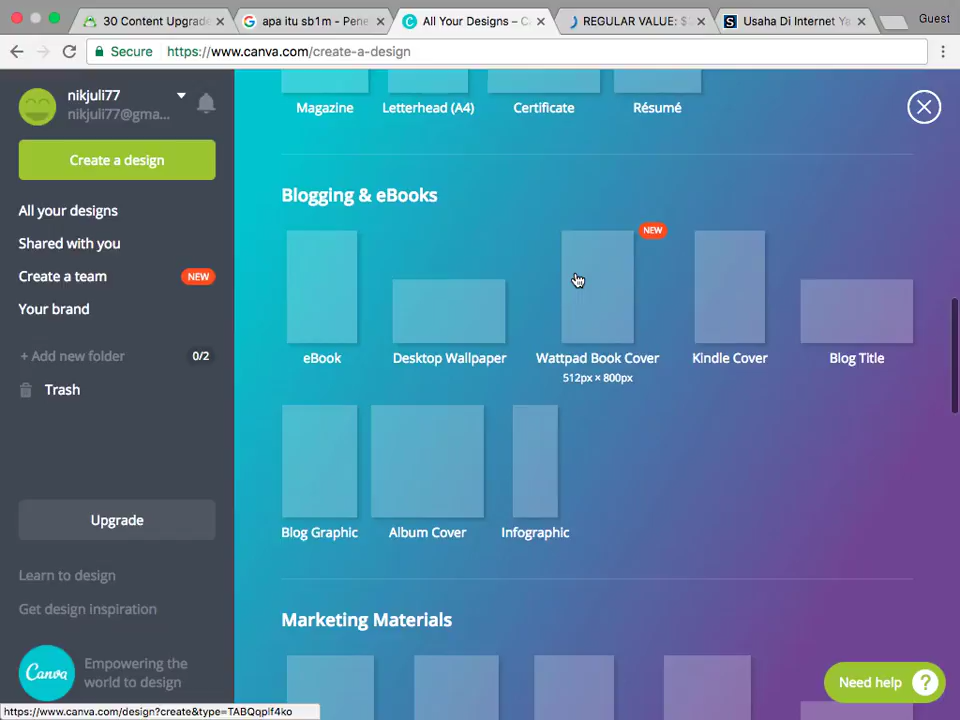 30 Content Upgrade
apa itu sb1m - Pene
All Your Designs – Ca
REGULAR VALUE: $
Usaha Di Internet Ya
Guest
Secure
https://www.canva.com/create-a-design
nikjuli77
nikjuli77@gma...
Create a design
All your designs
Shared with you
Create a team
NEW
Your brand
+ Add new folder
0/2
Trash
Upgrade
Learn to design
Get design inspiration
Canva
Empowering the
world to design
Magazine
Letterhead (A4)
Certificate
Résumé
Blogging & eBooks
NEW
eBook
Desktop Wallpaper
Wattpad Book Cover
512px × 800px
Kindle Cover
Blog Title
Blog Graphic
Album Cover
Infographic
Marketing Materials
Need help ?
https://www.canva.com/design?create&type=TABQqplf4ko